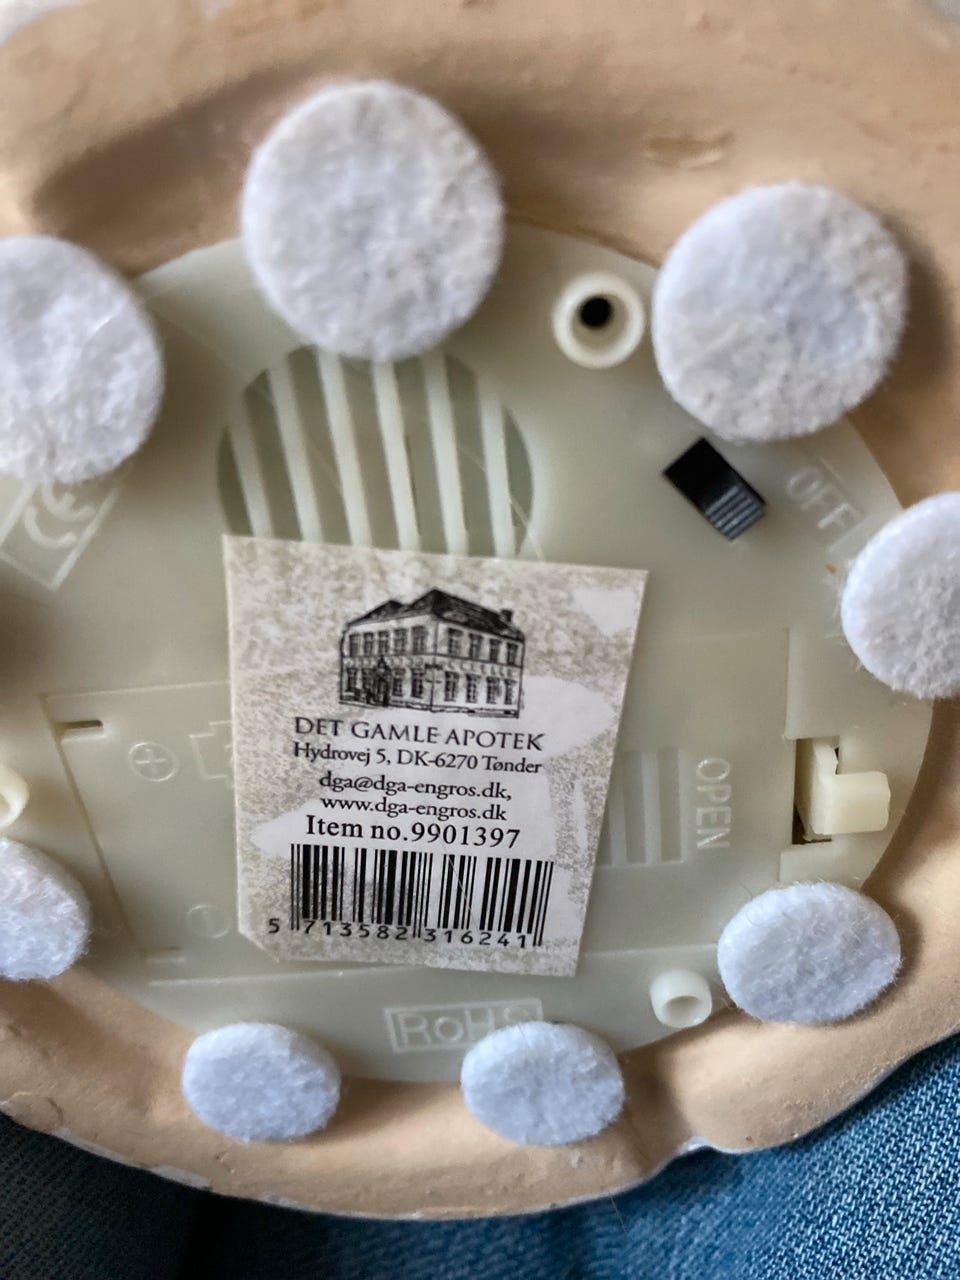 CE
OFF
DET GAMLE APOTEK
Hydrovej 5, DK-6270 Tønder
dga@dga-engros.dk,
www.dga-engros.dk
Item no.9901397
OPEN
5 713582 316241
RoHS